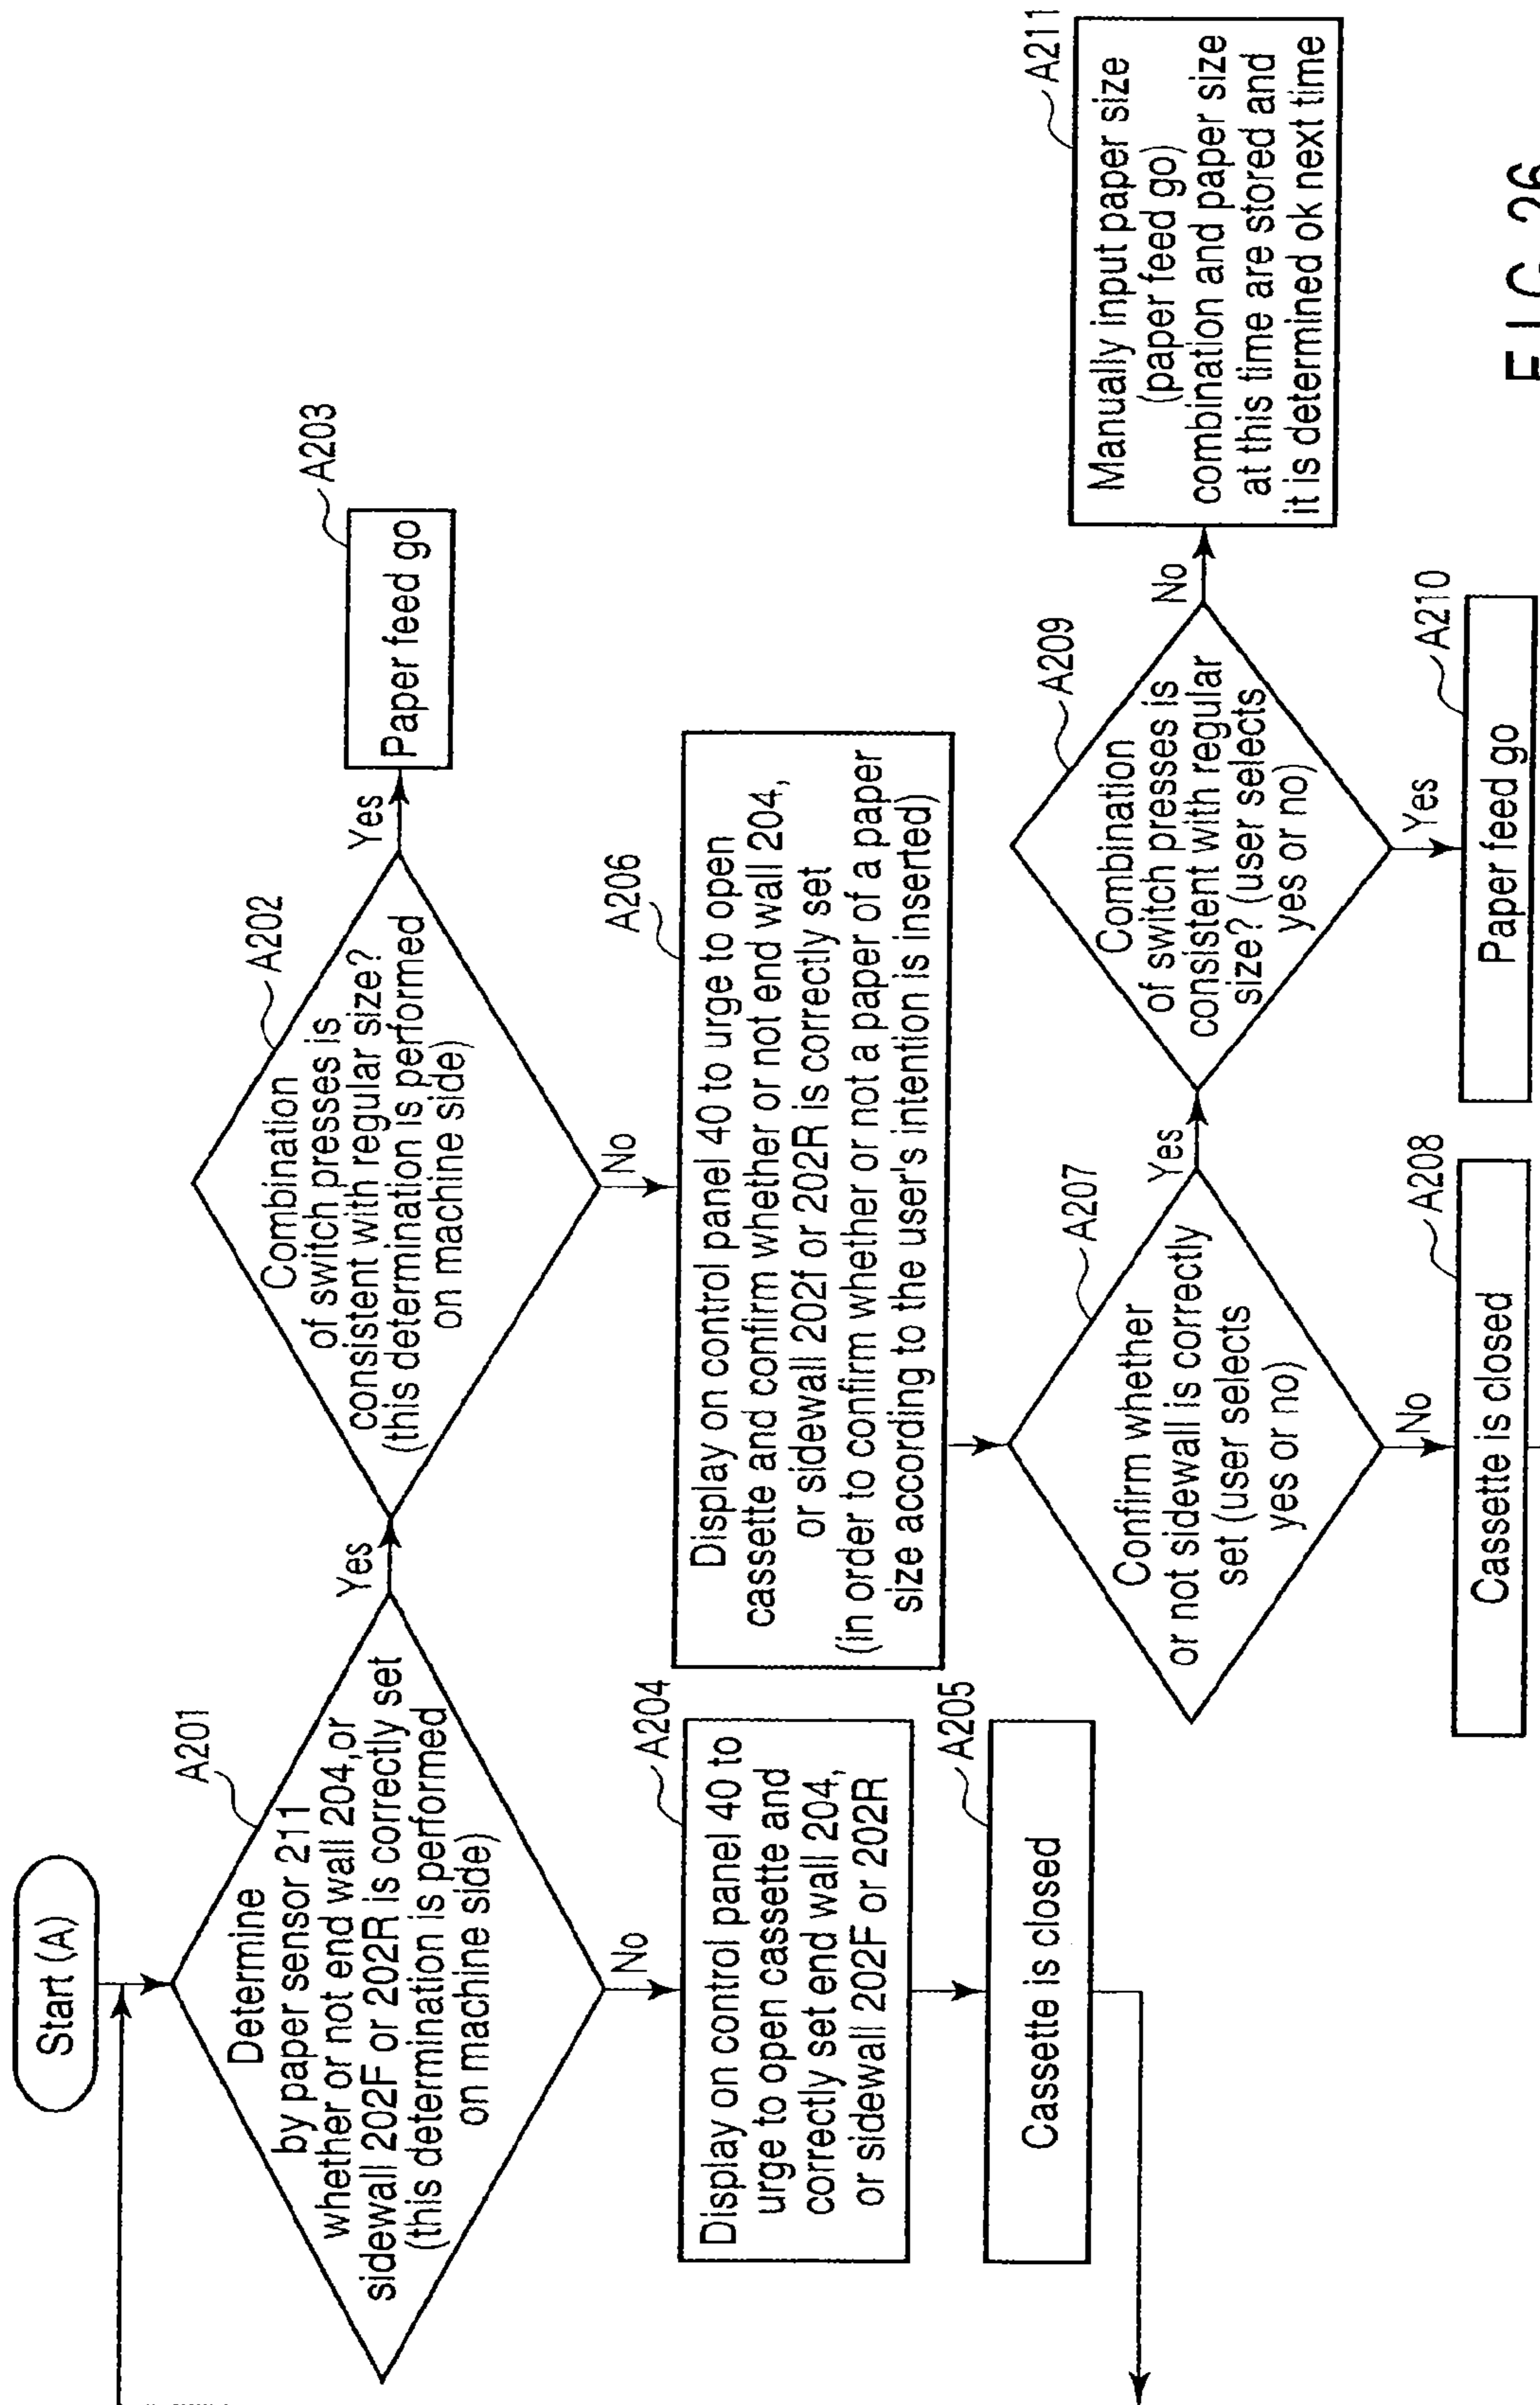 Start (A)
A201
Determine
by paper sensor 211
whether or not end wall 204,or
sidewall 202F or 202R is correctly set
(this determination is performed
on machine side)
Yes
No
A202
Combination
of switch presses is
consistent with regular size?
(this determination is performed
on machine side)
Yes
No
A203
Paper feed go
A204
Display on control panel 40 to
urge to open cassette and
correctly set end wall 204,
or sidewall 202F or 202R
A205
Cassette is closed
A206
Display on control panel 40 to urge to open
cassette and confirm whether or not end wall 204,
or sidewall 202f or 202R is correctly set
(in order to confirm whether or not a paper of a paper
size according to the user's intention is inserted)
A207
Confirm whether
or not sidewall is correctly
set (user selects
yes or no)
Yes
No
A208
Cassette is closed
A209
Combination
of switch presses is
consistent with regular
size? (user selects
yes or no)
No
Yes
A210
Paper feed go
A211
Manually input paper size
(paper feed go)
combination and paper size
at this time are stored and
it is determined ok next time
F I G. 26